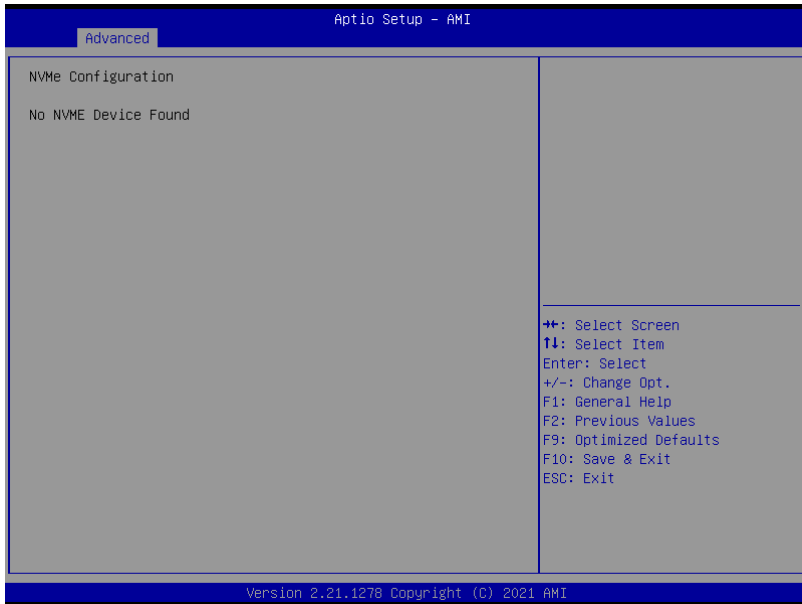 Aptio Setup – AMI
Advanced
NVMe Configuration
No NVME Device Found
→←: Select Screen
↑↓: Select Item
Enter: Select
+/-: Change Opt.
F1: General Help
F2: Previous Values
F9: Optimized Defaults
F10: Save & Exit
ESC: Exit
Version 2.21.1278 Copyright (C) 2021 AMI